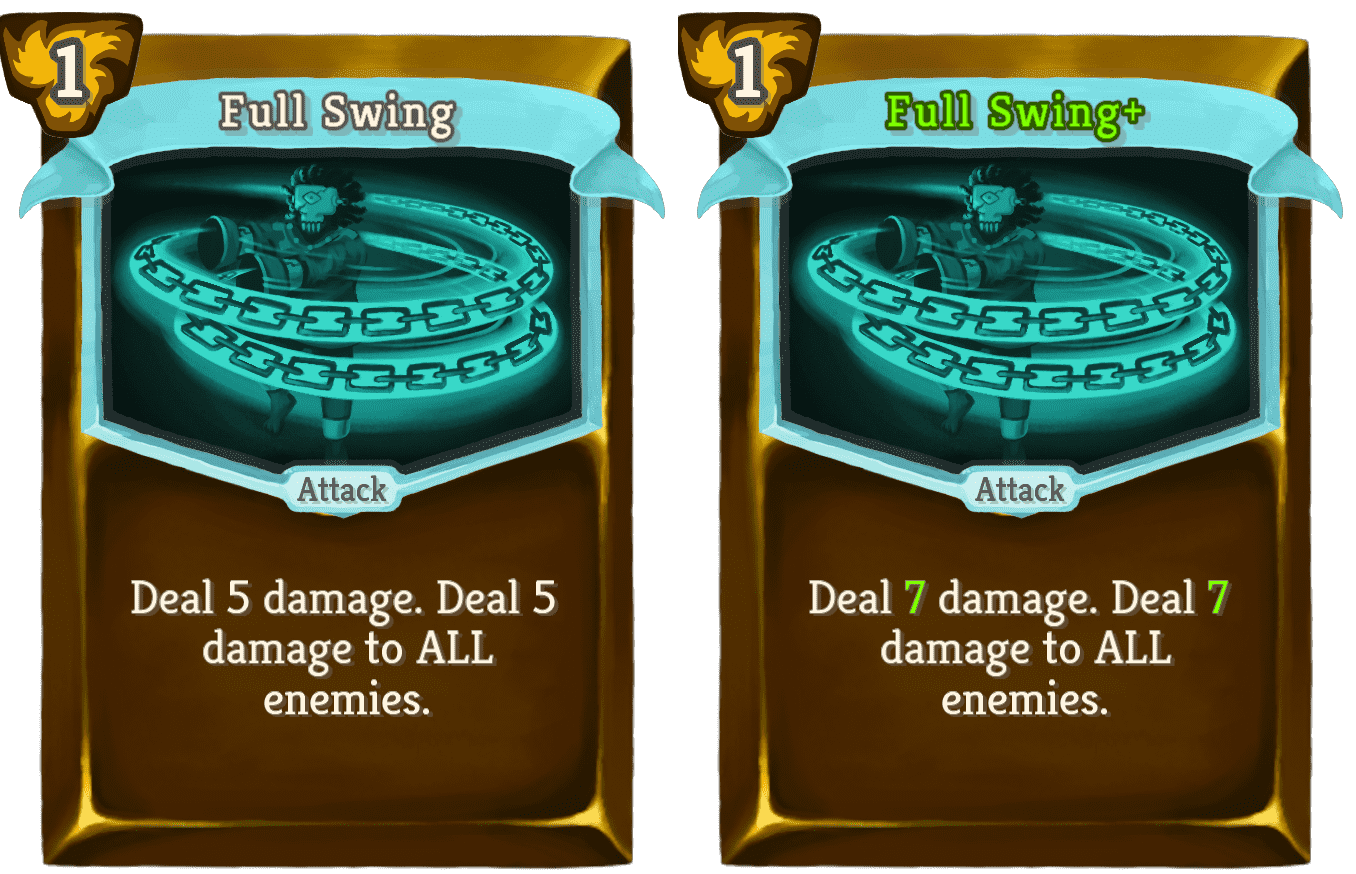 1
Full Swing
Attack
Deal 5 damage. Deal 5
damage to ALL
enemies.
1
Full Swing+
Attack
Deal 7 damage. Deal 7
damage to ALL
enemies.